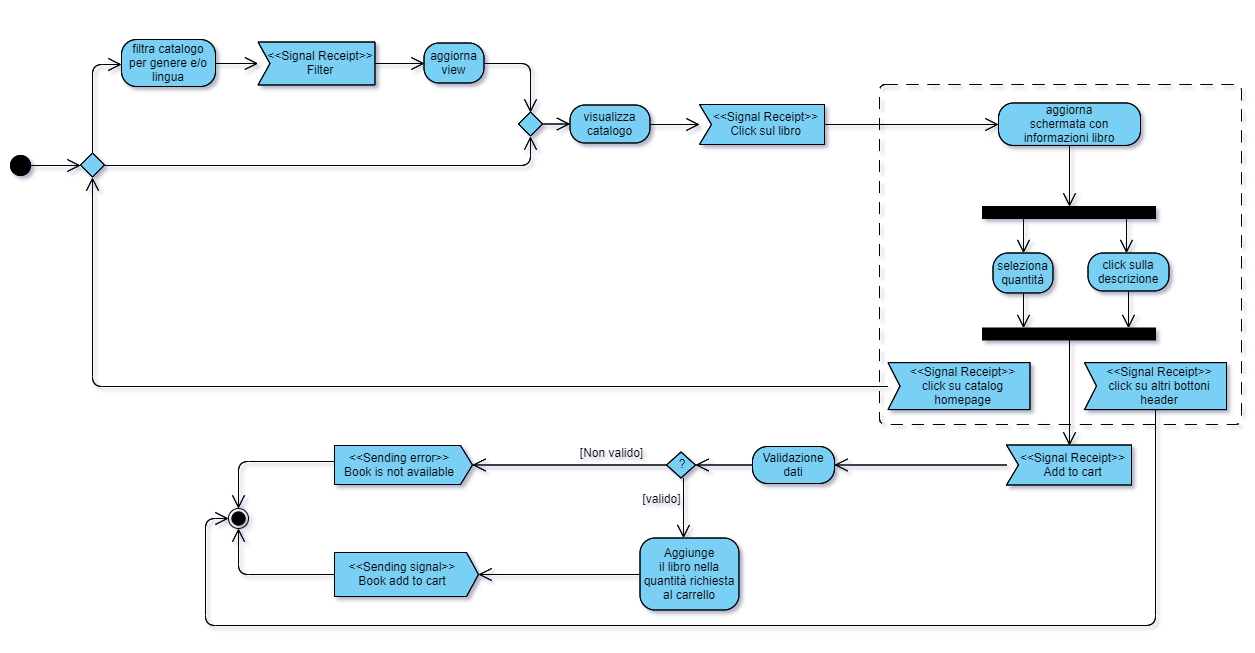 filtra catalogo
per genere e/o
lingua
<<Signal Receipt>>
Filter
aggiorna
view
visualizza
catalogo
<<Signal Receipt>>
Click sul libro
aggiorna
schermata con
informazioni libro
seleziona
quantità
click sulla
descrizione
<<Signal Receipt>>
click su catalog
homepage
<<Signal Receipt>>
click su altri bottoni
header
<<Signal Receipt>>
Add to cart
Validazione
dati
?
[Non valido]
[valido]
<<Sending error>>
Book is not available
Aggiunge
il libro nella
quantità richiesta
al carrello
<<Sending signal>>
Book add to cart